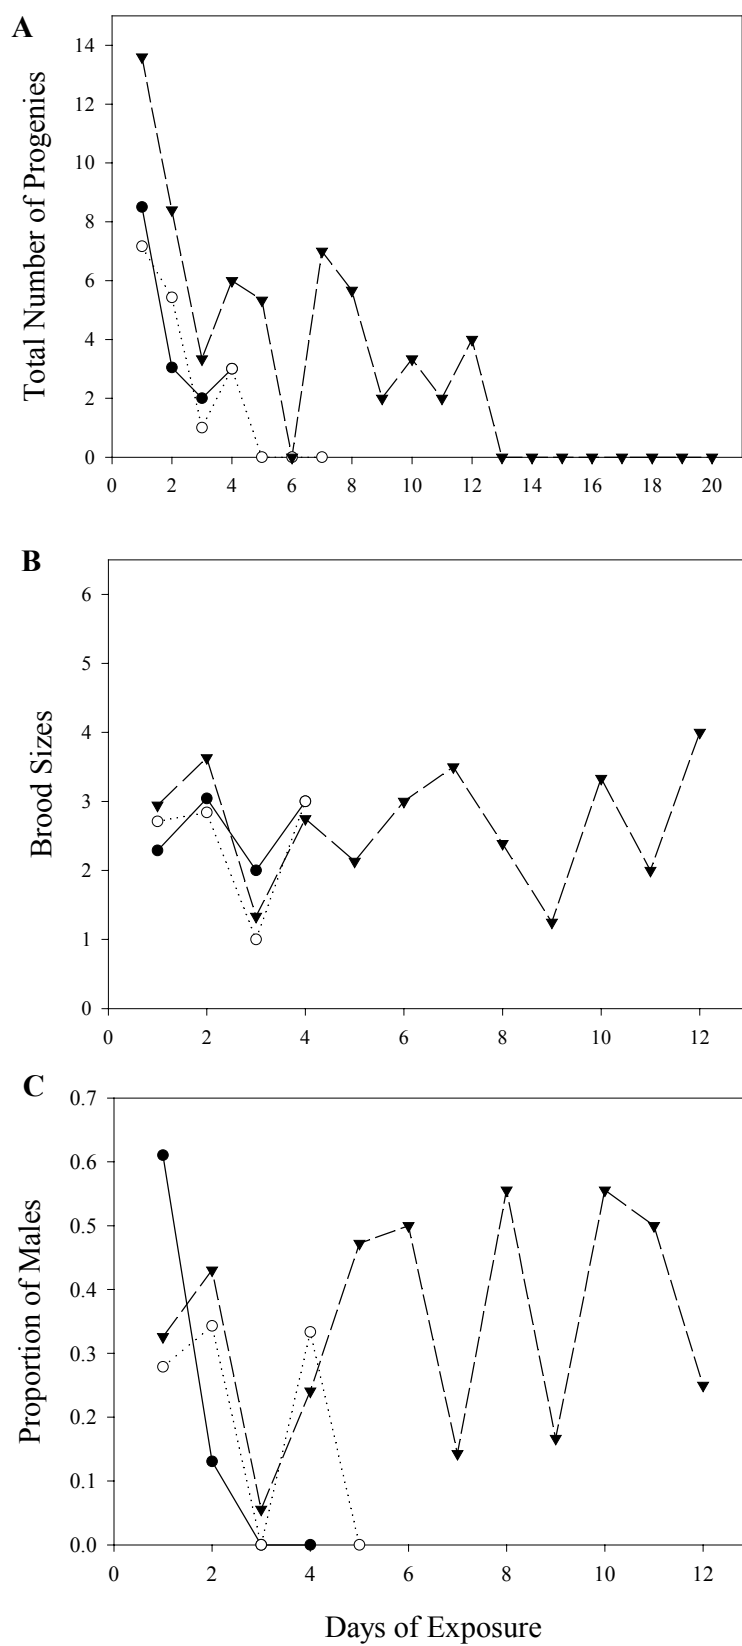 A
Total Number of Progenies
14
12
10
8
6
4
2
0
0 2 4 6 8 10 12 14 16 18 20
B
Brood Sizes
6
5
4
3
2
1
0
0 2 4 6 8 10 12
C
Proportion of Males
0.7
0.6
0.5
0.4
0.3
0.2
0.1
0.0
0 2 4 6 8 10 12
Days of Exposure